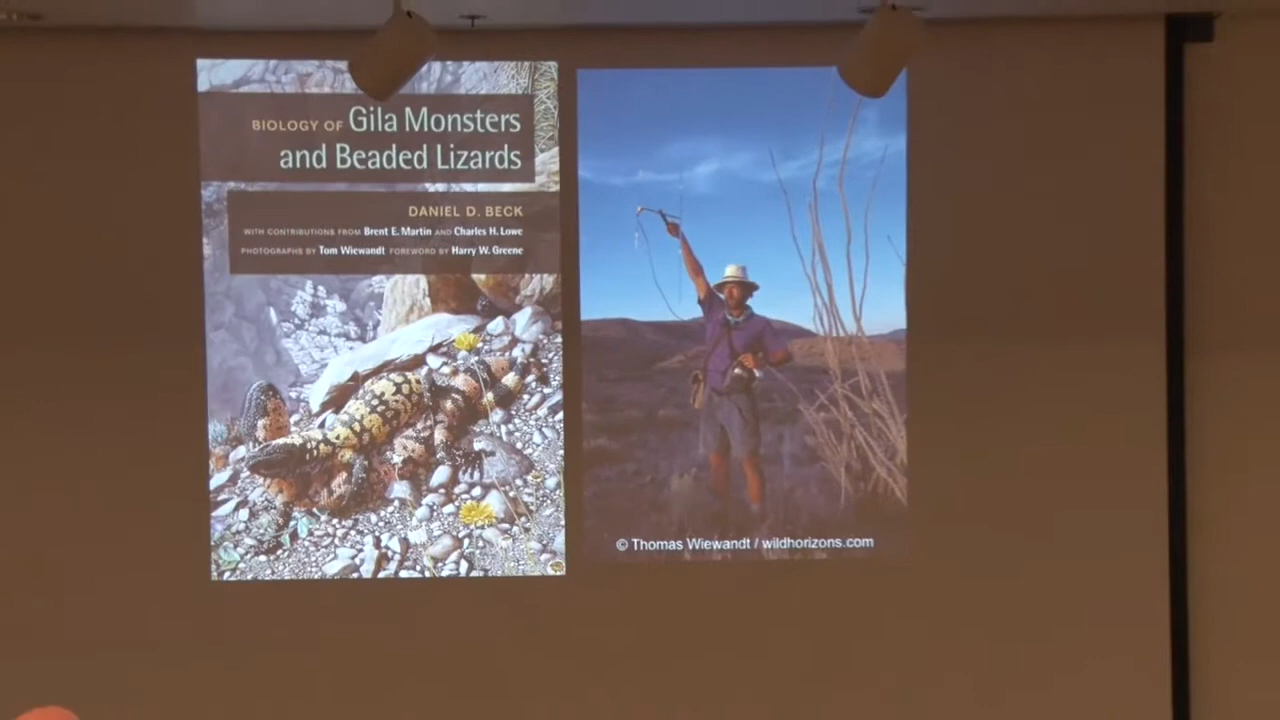 BIOLOGY OF Gila Monsters
and Beaded Lizards
DANIEL D. BECK
WITH CONTRIBUTIONS FROM Brent E. Martin AND Charles H. Lowe
PHOTOGRAPHS BY Tom Wiewandt FOREWORD BY Harry W. Greene
© Thomas Wiewandt / wildhorizons.com